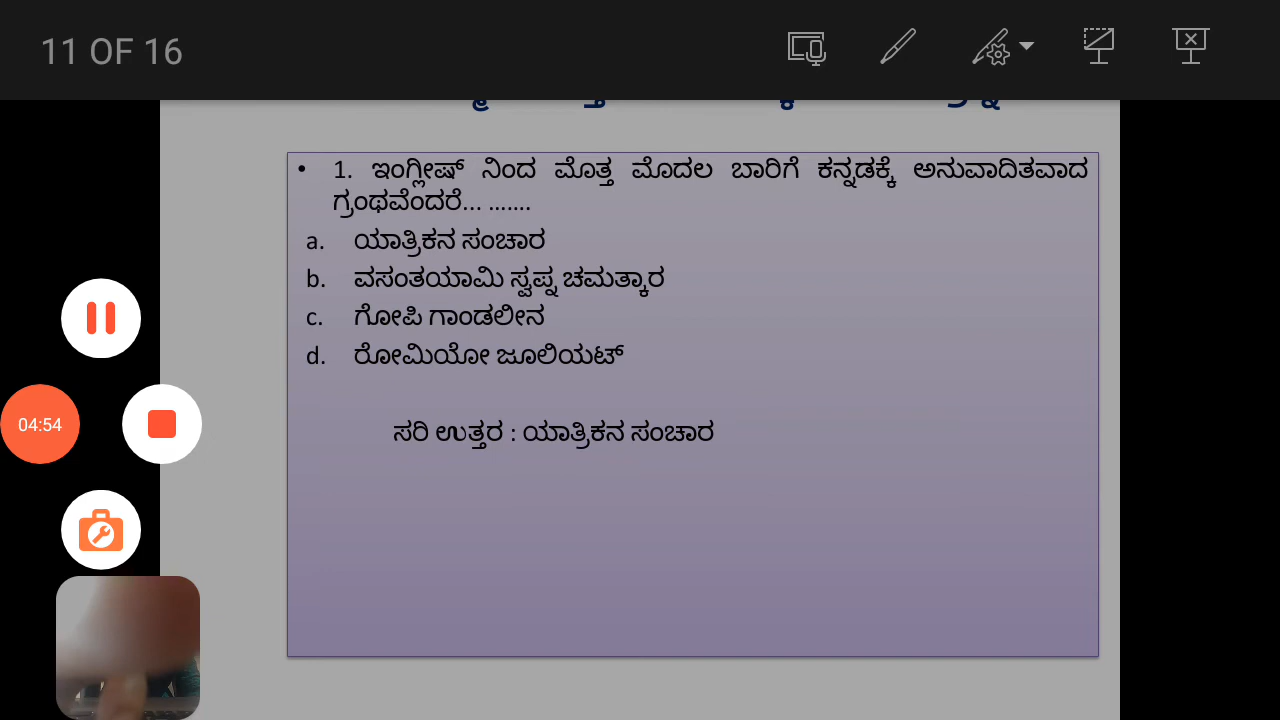 11 OF 16
• 1. ಇಂಗ್ಲೀಷ್ ನಿಂದ ಮೊತ್ತ ಮೊದಲ ಬಾರಿಗೆ ಕನ್ನಡಕ್ಕೆ ಅನುವಾದಿತವಾದ
ಗ್ರಂಥವೆಂದರೆ... .......
a. ಯಾತ್ರಿಕನ ಸಂಚಾರ
b. ವಸಂತಯಾಮಿ ಸ್ವಪ್ನ ಚಮತ್ಕಾರ
c. ಗೋಪಿ ಗಾಂಡಲೀನ
d. ರೋಮಿಯೋ ಜೂಲಿಯಟ್
04:54
ಸರಿ ಉತ್ತರ : ಯಾತ್ರಿಕನ ಸಂಚಾರ